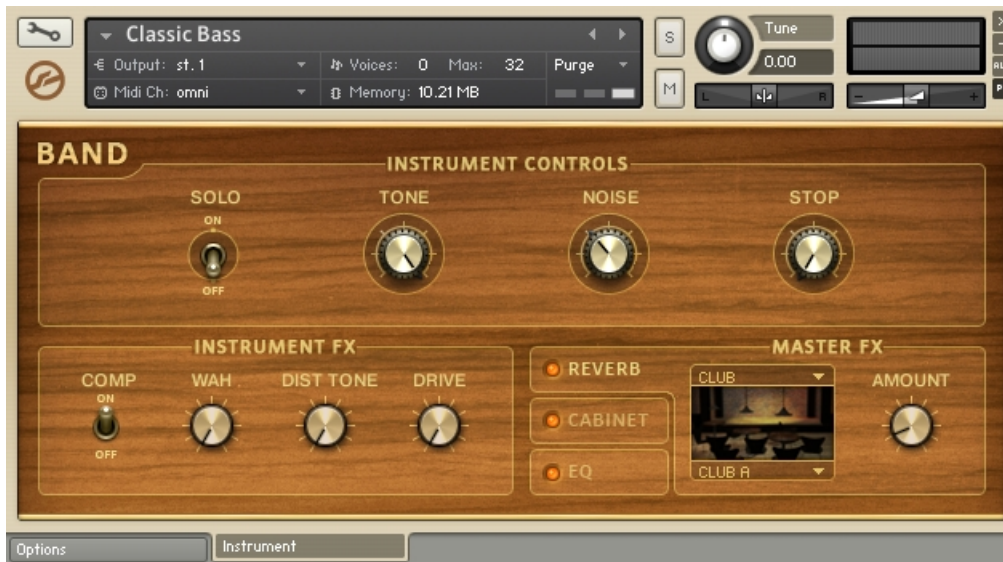 Classic Bass
Output: st.1
Voices: 0 Max: 32
Purge
Midi Ch: omni
Memory: 10.21 MB
S
M
Tune
0.00
L
R
-
+
BAND
INSTRUMENT CONTROLS
SOLO
TONE
NOISE
STOP
ON
OFF
INSTRUMENT FX
COMP
WAH
DIST TONE
DRIVE
ON
OFF
REVERB
CABINET
EQ
MASTER FX
CLUB
AMOUNT
CLUB A
Options
Instrument